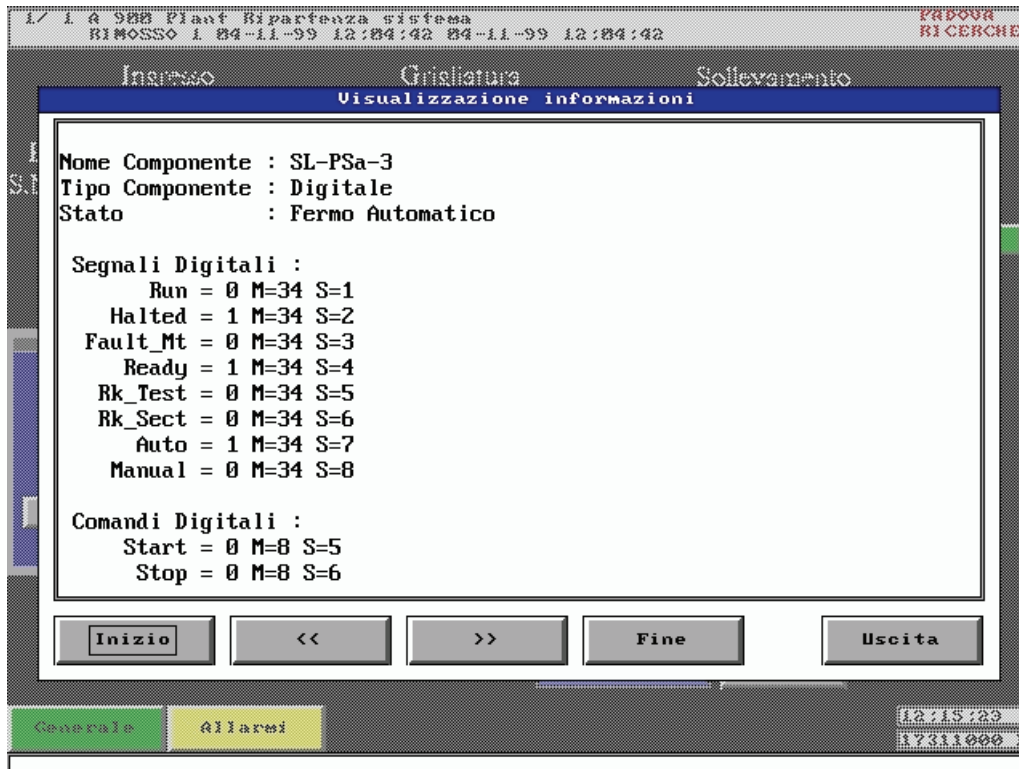 1/ 1 A 900 Plant Ripartenza sistema
RIMOSSO 1 04-11-99 12:04:42 04-11-99 12:04:42
PADOVA
RICERCHE
Ingresso Grigliatura Sollevamento
Visualizzazione informazioni
Nome Componente : SL-PSa-3
Tipo Componente : Digitale
Stato : Fermo Automatico
Segnali Digitali :
Run = 0 M=34 S=1
Halted = 1 M=34 S=2
Fault_Mt = 0 M=34 S=3
Ready = 1 M=34 S=4
Rk_Test = 0 M=34 S=5
Rk_Sect = 0 M=34 S=6
Auto = 1 M=34 S=7
Manual = 0 M=34 S=8
Comandi Digitali :
Start = 0 M=8 S=5
Stop = 0 M=8 S=6
Inizio << >> Fine Uscita
Generale Allarmi
12:15:29
17311000